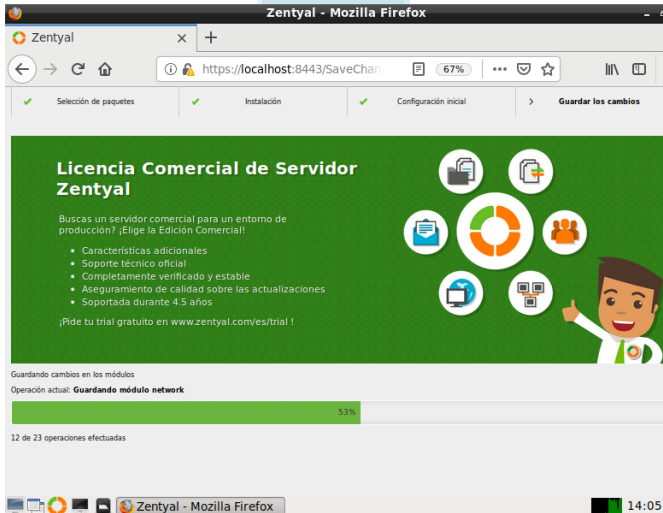 Zentyal - Mozilla Firefox
Zentyal
https://localhost:8443/SaveChan
67%
Selección de paquetes
Instalación
Configuración inicial
Guardar los cambios
Licencia Comercial de Servidor
Zentyal
Buscas un servidor comercial para un entorno de
producción? ¡Elige la Edición Comercial!
Características adicionales
Soporte técnico oficial
Completamente verificado y estable
Aseguramiento de calidad sobre las actualizaciones
Soportada durante 4.5 años
¡Pide tu trial gratuito en www.zentyal.com/es/trial !
Guardando cambios en los módulos
Operación actual: Guardando módulo network
53%
12 de 23 operaciones efectuadas
Zentyal - Mozilla Firefox
14:05